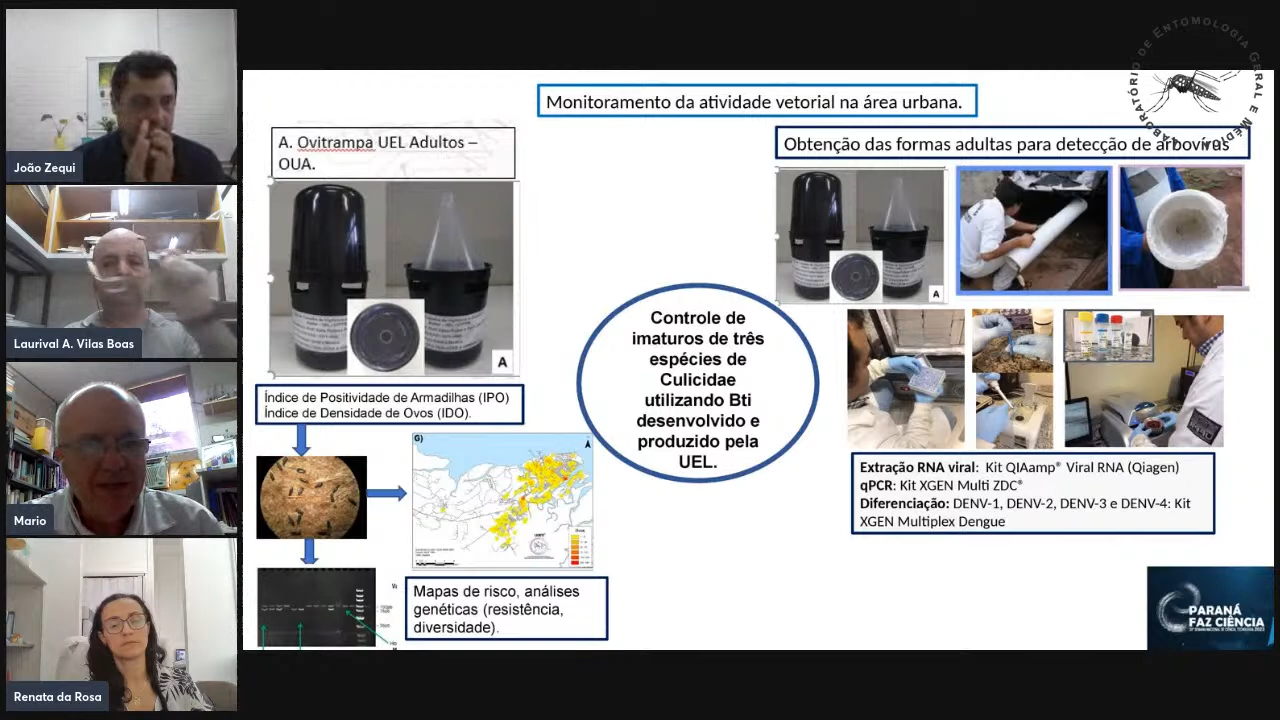 João Zequi
Laurival A. Vilas Boas
Mario
Renata da Rosa
LABORATÓRIO DE ENTOMOLOGIA GERAL E MÉDICA
Monitoramento da atividade vetorial na área urbana.
A. Ovitrampa UEL Adultos –
OUA.
A
Índice de Positividade de Armadilhas (IPO)
Índice de Densidade de Ovos (IDO).
G)
Mapas de risco, análises
genéticas (resistência,
diversidade).
Controle de
imaturos de três
espécies de
Culicidae
utilizando Bti
desenvolvido e
produzido pela
UEL.
Obtenção das formas adultas para detecção de arbovírus
A
Extração RNA viral: Kit QIAamp® Viral RNA (Qiagen)
qPCR: Kit XGEN Multi ZDC®
Diferenciação: DENV-1, DENV-2, DENV-3 e DENV-4: Kit
XGEN Multiplex Dengue
PARANÁ
FAZ CIÊNCIA